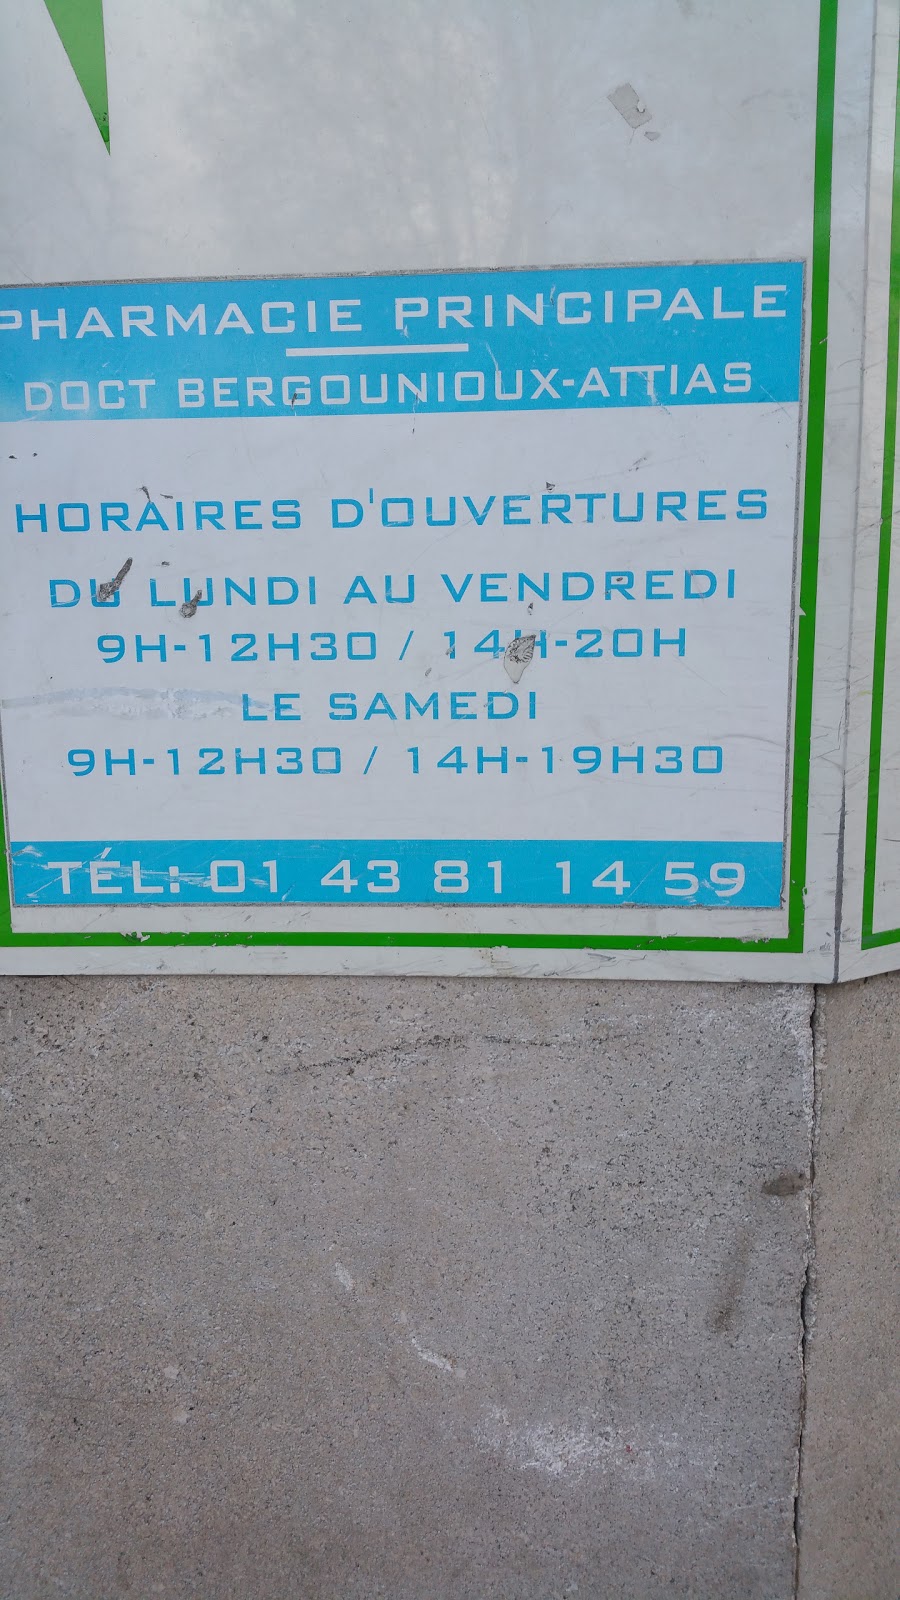 PHARMACIE PRINCIPALE
DOCT BERGOUNIOUX-ATTIAS
HORAIRES D'OUVERTURES
DU LUNDI AU VENDREDI
9H-12H30 / 14H-20H
LE SAMEDI
9H-12H30 / 14H-19H30
TÉL: 01 43 81 14 59